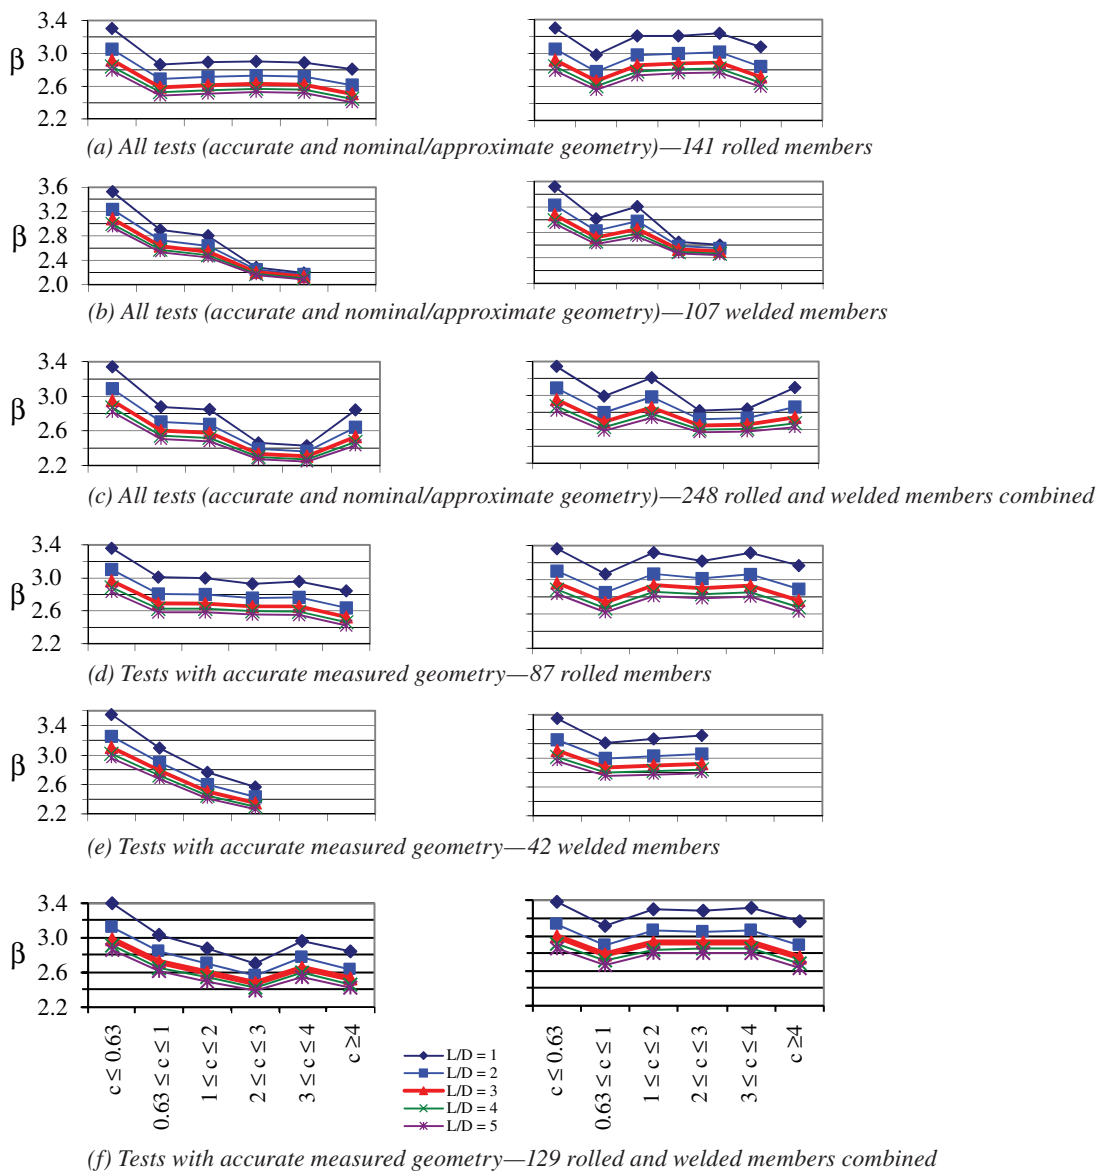 3.4
3.0
β
2.6
2.2
(a) All tests (accurate and nominal/approximate geometry)—141 rolled members
3.6
3.2
β
2.8
2.4
2.0
(b) All tests (accurate and nominal/approximate geometry)—107 welded members
3.4
3.0
β
2.6
2.2
(c) All tests (accurate and nominal/approximate geometry)—248 rolled and welded members combined
3.4
3.0
β
2.6
2.2
(d) Tests with accurate measured geometry—87 rolled members
3.4
3.0
β
2.6
2.2
(e) Tests with accurate measured geometry—42 welded members
3.4
3.0
β
2.6
2.2
c ≤ 0.63
0.63 ≤ c ≤ 1
1 ≤ c ≤ 2
2 ≤ c ≤ 3
3 ≤ c ≤ 4
c ≥4
L/D = 1
L/D = 2
L/D = 3
L/D = 4
L/D = 5
c ≤ 0.63
0.63 ≤ c ≤ 1
1 ≤ c ≤ 2
2 ≤ c ≤ 3
3 ≤ c ≤ 4
c ≥4
(f) Tests with accurate measured geometry—129 rolled and welded members combined